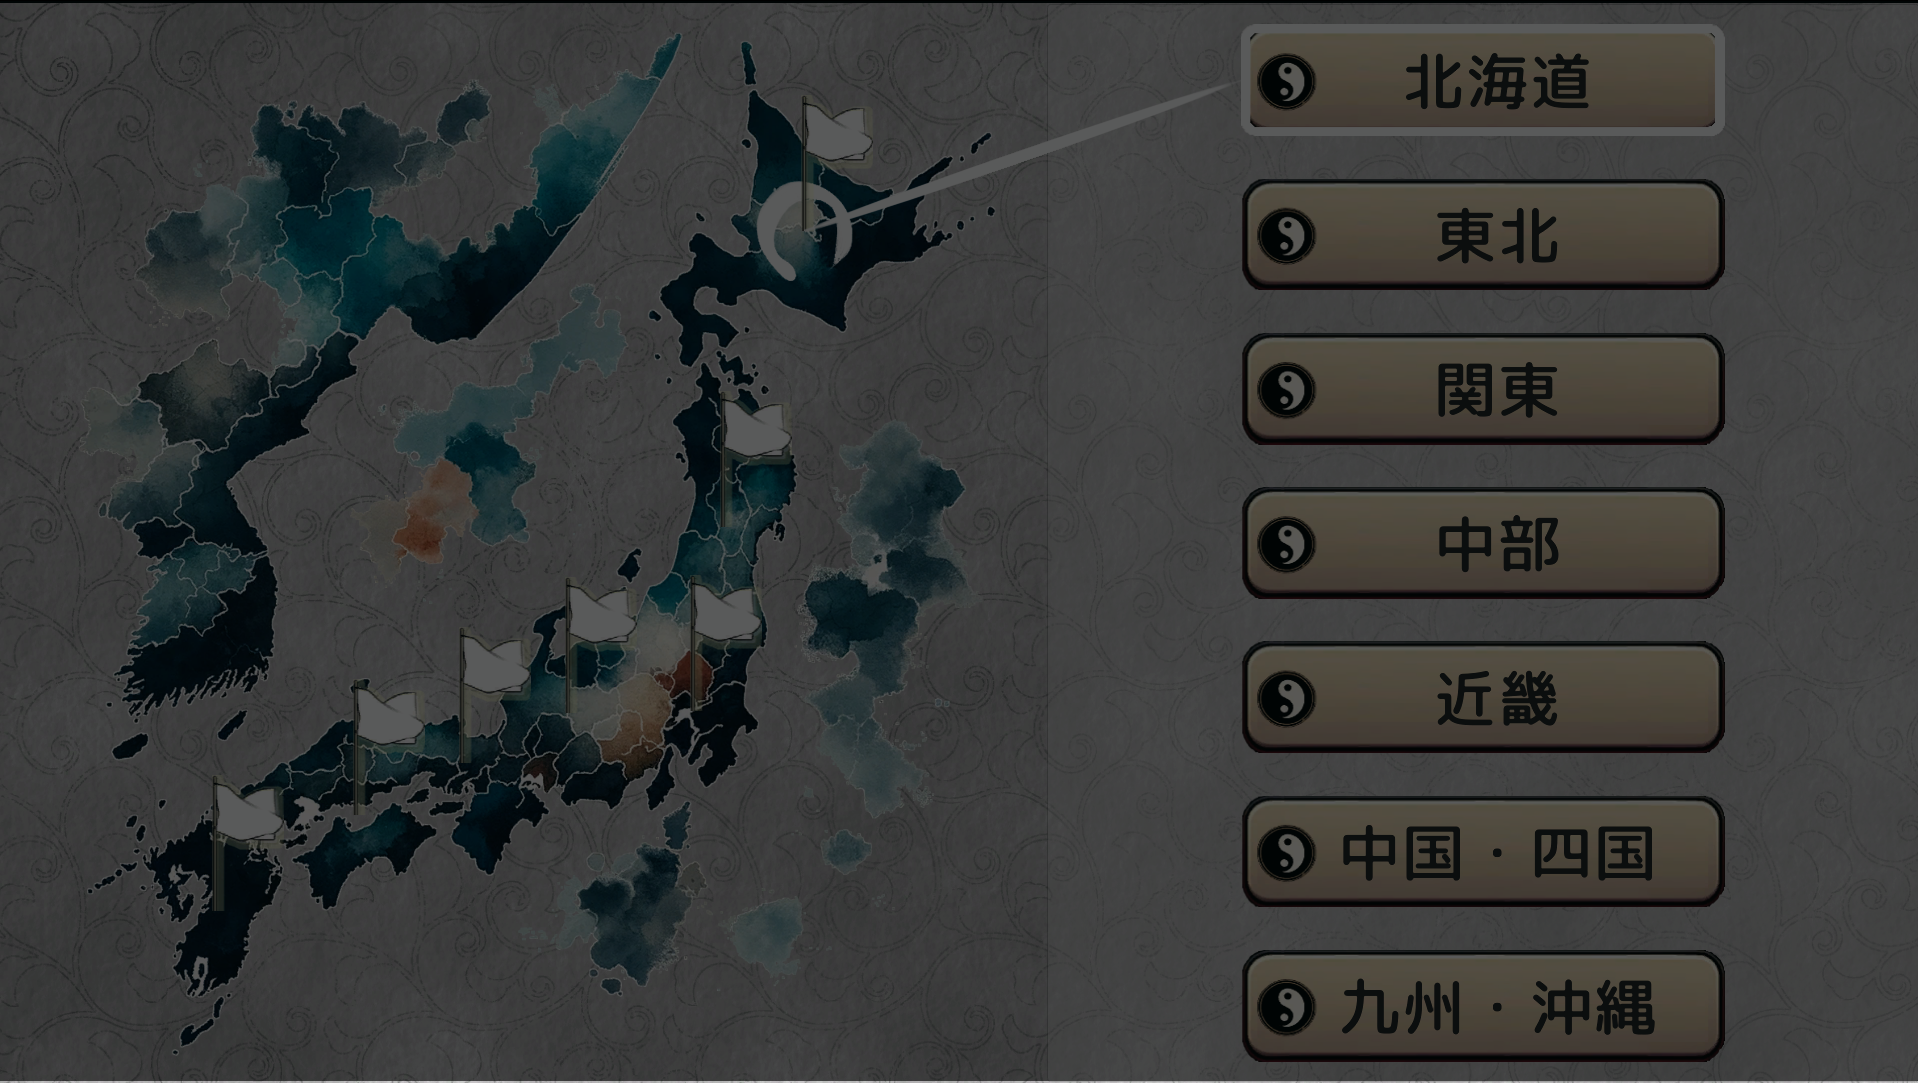 北海道
東北
関東
中部
近畿
中国・四国
九州・沖縄